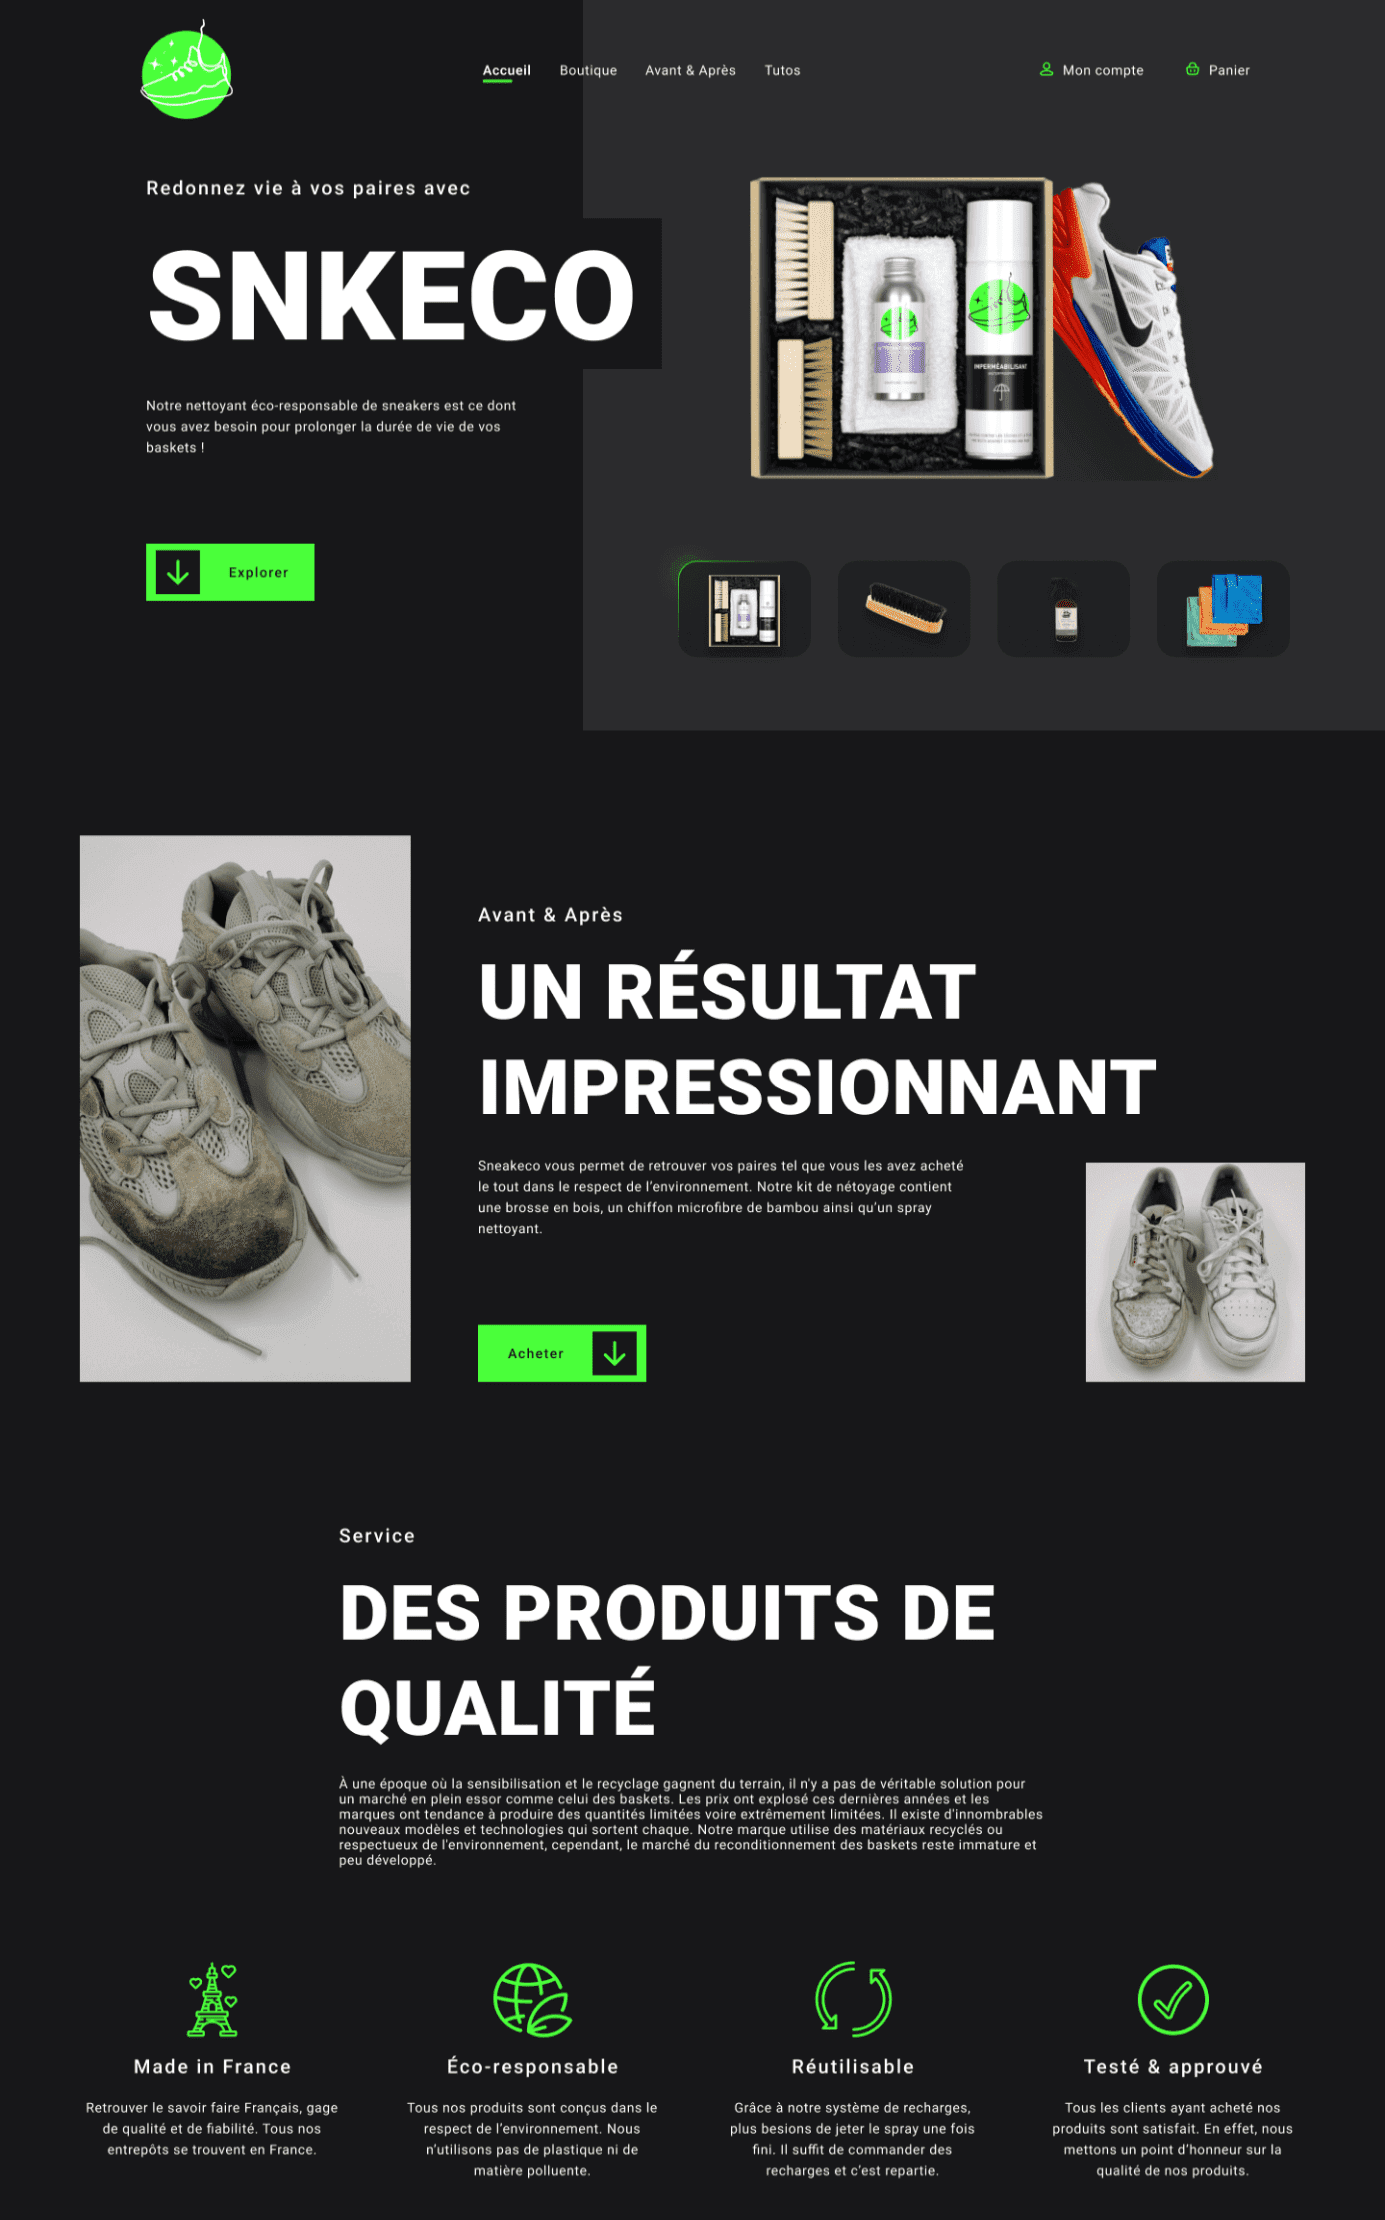 Accueil Boutique Avant & Après Tutos Mon compte Panier
Redonnez vie à vos paires avec
SNKECO
Notre nettoyant éco-responsable de sneakers est ce dont
vous avez besoin pour prolonger la durée de vie de vos
baskets !
IMPERMÉABILISANT
Explorer
Avant & Après
UN RÉSULTAT
IMPRESSIONNANT
Sneakeco vous permet de retrouver vos paires tel que vous les avez acheté
le tout dans le respect de l’environnement. Notre kit de nétoyage contient
une brosse en bois, un chiffon microfibre de bambou ainsi qu’un spray
nettoyant.
Acheter
Service
DES PRODUITS DE
QUALITÉ
À une époque où la sensibilisation et le recyclage gagnent du terrain, il n'y a pas de véritable solution pour
un marché en plein essor comme celui des baskets. Les prix ont explosé ces dernières années et les
marques ont tendance à produire des quantités limitées voire extrêmement limitées. Il existe d'innombrables
nouveaux modèles et technologies qui sortent chaque. Notre marque utilise des matériaux recyclés ou
respectueux de l'environnement, cependant, le marché du reconditionnement des baskets reste immature et
peu développé.
Made in France
Retrouver le savoir faire Français, gage
de qualité et de fiabilité. Tous nos
entrepôts se trouvent en France.
Éco-responsable
Tous nos produits sont conçus dans le
respect de l’environnement. Nous
n’utilisons pas de plastique ni de
matière polluente.
Réutilisable
Grâce à notre système de recharges,
plus besions de jeter le spray une fois
fini. Il suffit de commander des
recharges et c’est repartie.
Testé & approuvé
Tous les clients ayant acheté nos
produits sont satisfait. En effet, nous
mettons un point d’honneur sur la
qualité de nos produits.